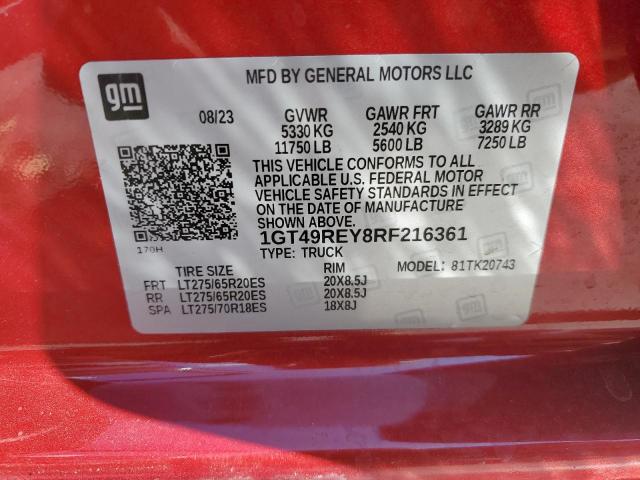 gm
MFD BY GENERAL MOTORS LLC
08/23 GVWR GAWR FRT GAWR RR
5330 KG 2540 KG 3289 KG
11750 LB 5600 LB 7250 LB
THIS VEHICLE CONFORMS TO ALL
APPLICABLE U.S. FEDERAL MOTOR
VEHICLE SAFETY STANDARDS IN EFFECT
ON THE DATE OF MANUFACTURE
SHOWN ABOVE.
170H 1GT49REY8RF216361
TYPE: TRUCK MODEL: 81TK20743
TIRE SIZE RIM
FRT LT275/65R20ES 20X8.5J
RR LT275/65R20ES 20X8.5J
SPA LT275/70R18ES 18X8J